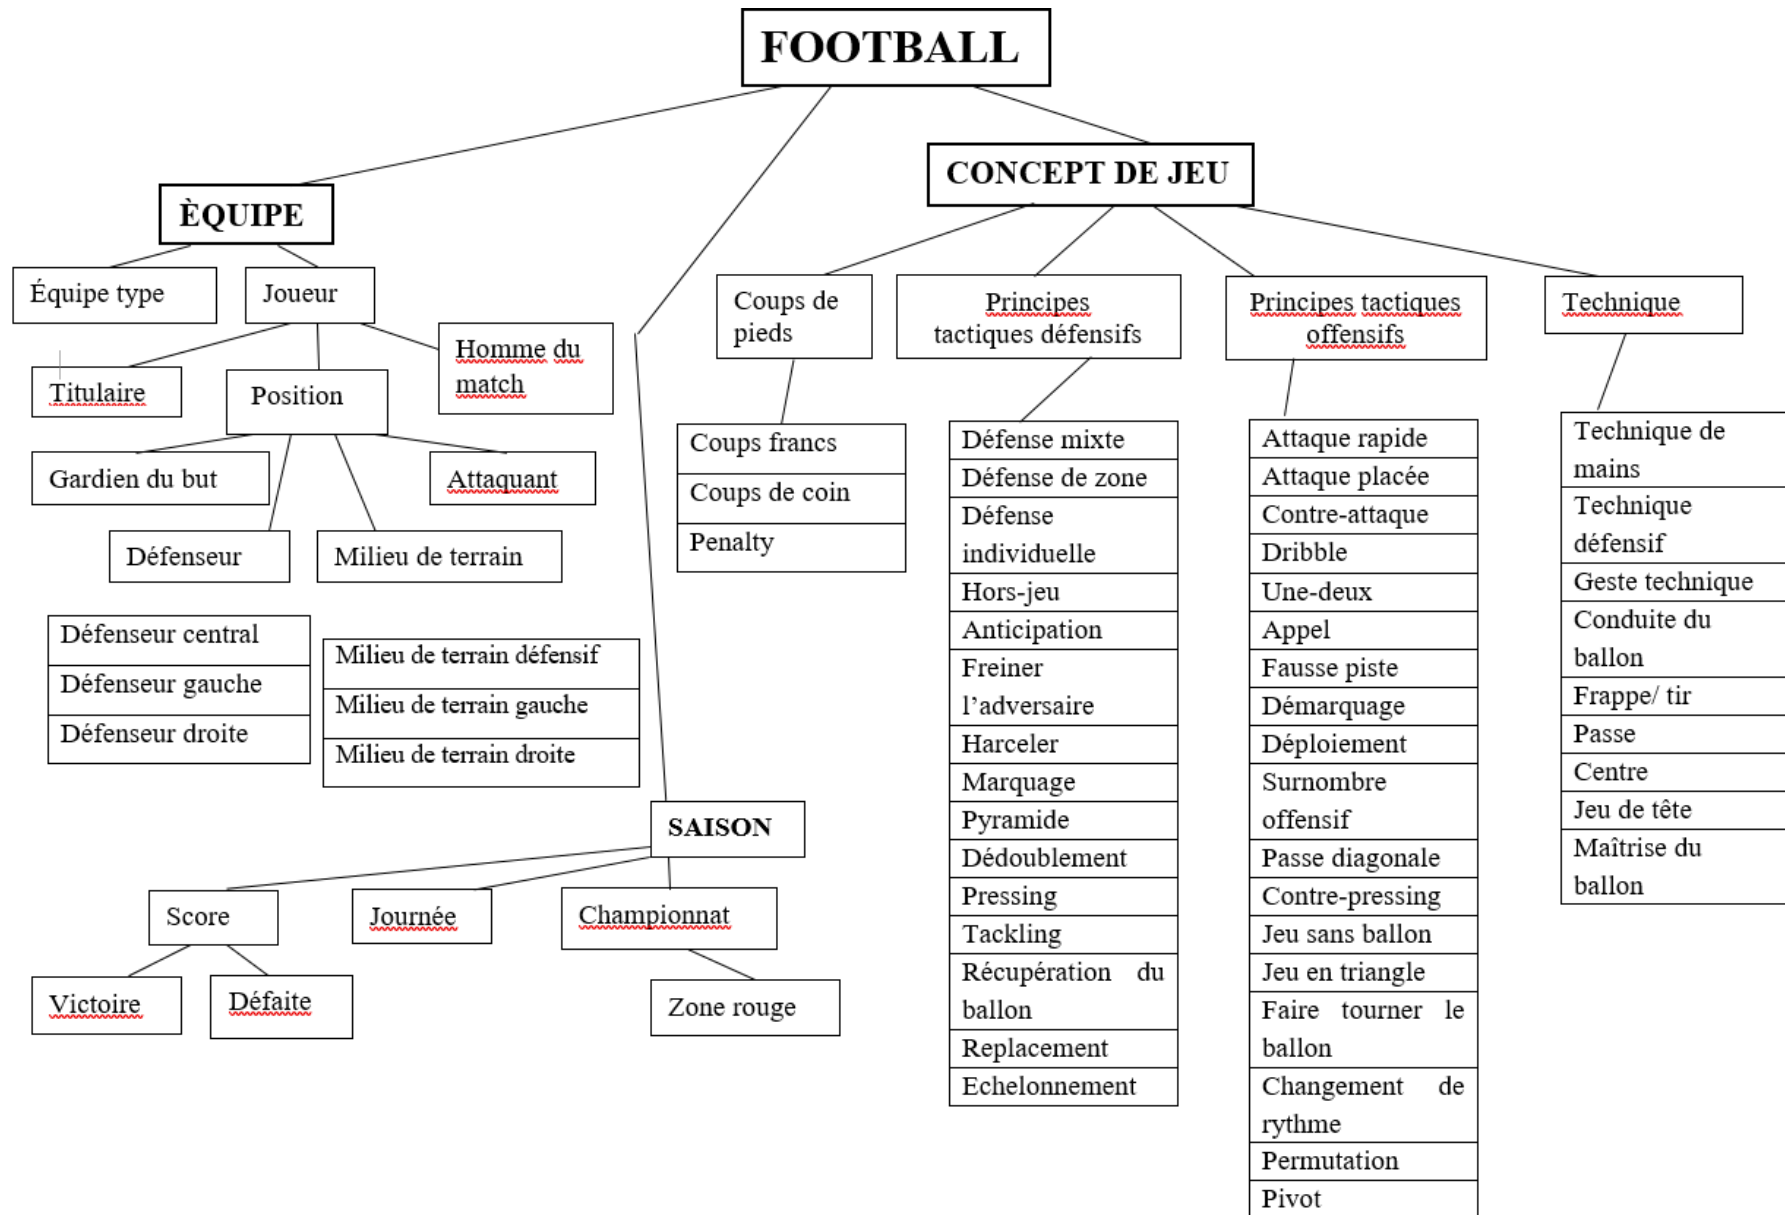 FOOTBALL
CONCEPT DE JEU
ÈQUIPE
Équipe type
Joueur
Homme du
match
Titulaire
Position
Gardien du but
Attaquant
Défenseur
Milieu de terrain
Défenseur central
Défenseur gauche
Défenseur droite
Milieu de terrain défensif
Milieu de terrain gauche
Milieu de terrain droite
SAISON
Score
Journée
Championnat
Victoire
Défaite
Zone rouge
Coups de
pieds
Coups francs
Coups de coin
Penalty
Principes
tactiques défensifs
Défense mixte
Défense de zone
Défense
individuelle
Hors-jeu
Anticipation
Freiner
l’adversaire
Harceler
Marquage
Pyramide
Dédoublement
Pressing
Tackling
Récupération du
ballon
Replacement
Echelonnement
Principes tactiques
offensifs
Attaque rapide
Attaque placée
Contre-attaque
Dribble
Une-deux
Appel
Fausse piste
Démarquage
Déploiement
Surnombre
offensif
Passe diagonale
Contre-pressing
Jeu sans ballon
Jeu en triangle
Faire tourner le
ballon
Changement de
rythme
Permutation
Pivot
Technique
Technique de
mains
Technique
défensif
Geste technique
Conduite du
ballon
Frappe/ tir
Passe
Centre
Jeu de tête
Maîtrise du
ballon